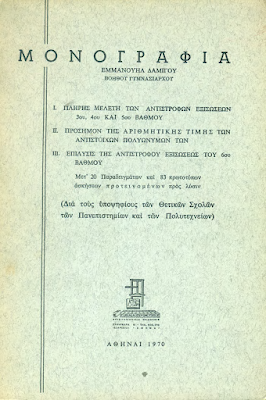 ΜΟΝΟΓΡΑΦΙΑ
ΕΜΜΑΝΟΥΗΛ ΔΑΜΙΓΟΥ
ΒΟΗΘΟΥ ΓΥΜΝΑΣΙΑΡΧΟΥ
I. ΠΛΗΡΗΣ ΜΕΛΕΤΗ ΤΩΝ ΑΝΤΙΣΤΡΟΦΩΝ ΕΞΙΣΩΣΕΩΝ
3ου, 4ου ΚΑΙ 5ου ΒΑΘΜΟΥ
II. ΠΡΟΣΗΜΟΝ ΤΗΣ ΑΡΙΘΜΗΤΙΚΗΣ ΤΙΜΗΣ ΤΩΝ
ΑΝΤΙΣΤΟΙΧΩΝ ΠΟΛΥΩΝΥΜΩΝ ΤΩΝ
III. ΕΠΙΛΥΣΙΣ ΤΗΣ ΑΝΤΙΣΤΡΟΦΟΥ ΕΞΙΣΩΣΕΩΣ ΤΟΥ 6ου
ΒΑΘΜΟΥ
Μετ' 20 Παραδειγμάτων καὶ 83 πρωτοτύπων
ἀσκήσεων προτεινομένων πρὸς λύσιν
(Διὰ τοὺς ὑποψηφίους τῶν Θετικῶν Σχολῶν
τῶν Πανεπιστημίων καὶ τῶν Πολυτεχνείων)
ΑΘΗΝΑΙ 1970